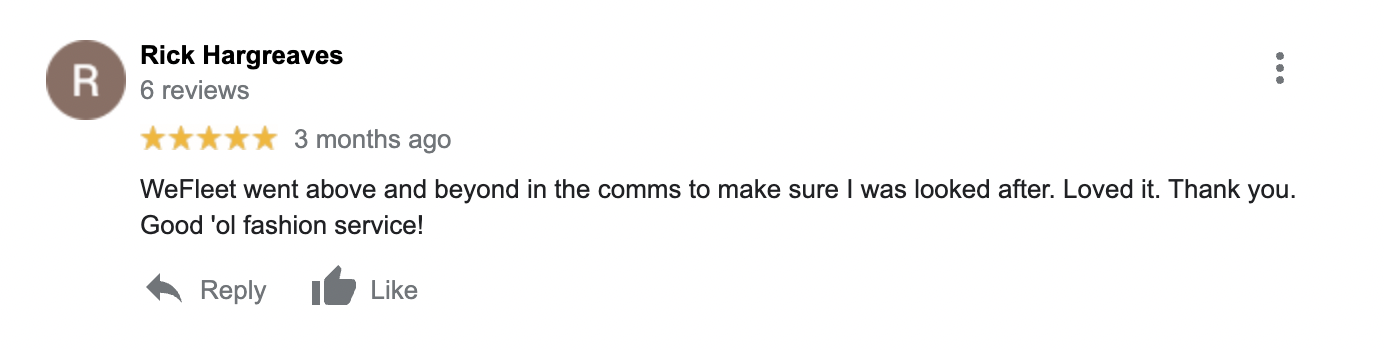 R
Rick Hargreaves
6 reviews
3 months ago
WeFleet went above and beyond in the comms to make sure I was looked after. Loved it. Thank you.
Good 'ol fashion service!
Reply Like